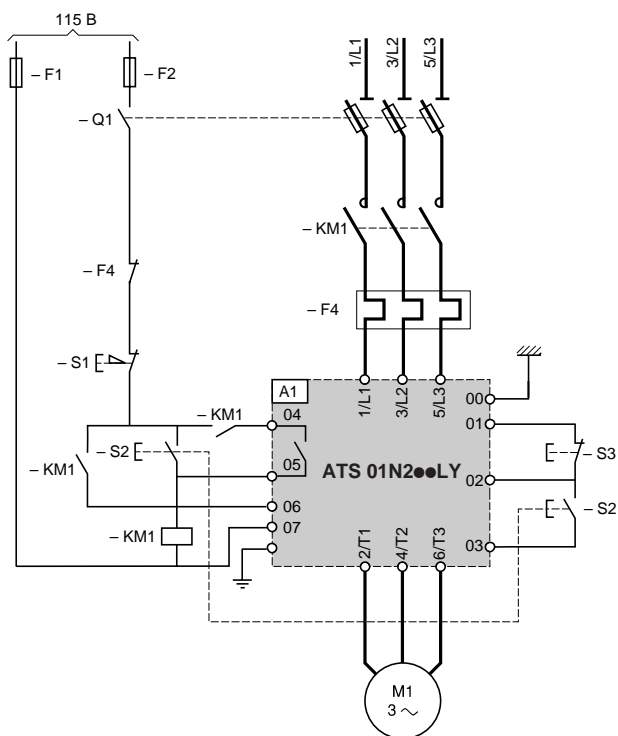 115 В
– F1
– F2
1/L1
3/L2
5/L3
– Q1
– KM1
– F4
– F4
– S1
A1
1/L1
3/L2
5/L3
00
– KM1
04
01
– S2
– S3
– KM1
05
ATS 01N2●●LY
02
06
– S2
07
– KM1
2/T1
4/T2
6/T3
03
M1
3 ~